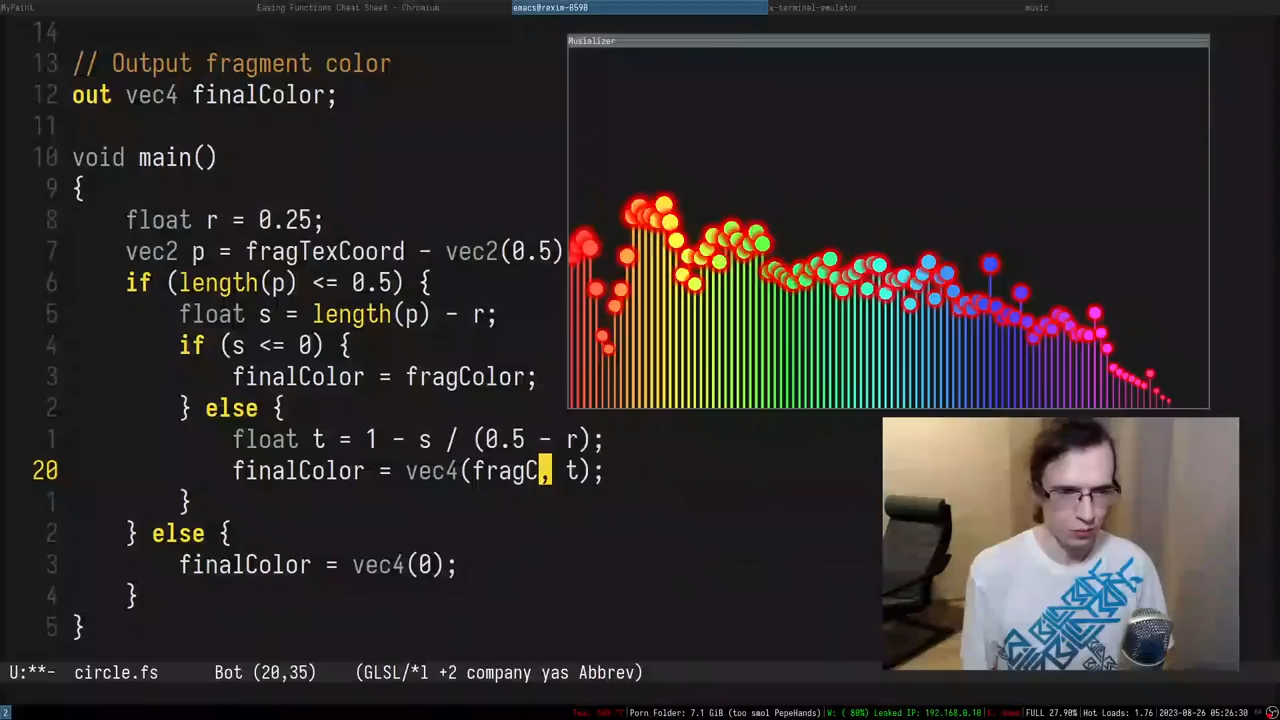 MyPaint
Easing Functions Cheat Sheet - Chromium
emacs@rexim-B590
x-terminal-emulator
music
Musializer
14
13 // Output fragment color
12 out vec4 finalColor;
11
10 void main()
9 {
8 float r = 0.25;
7 vec2 p = fragTexCoord - vec2(0.5)
6 if (length(p) <= 0.5) {
5 float s = length(p) - r;
4 if (s <= 0) {
3 finalColor = fragColor;
2 } else {
1 float t = 1 - s / (0.5 - r);
20 finalColor = vec4(fragC, t);
1 }
2 } else {
3 finalColor = vec4(0);
4 }
5 }
U:**- circle.fs Bot (20,35) (GLSL/*l +2 company yas Abbrev)
2
Porn Folder: 7.1 GiB (too smol PepeHands)
W: ( 80%) Leaked IP: 192.168.0.10
FULL 27.90%
Hot Loads: 1.76
2023-08-26 05:26:30